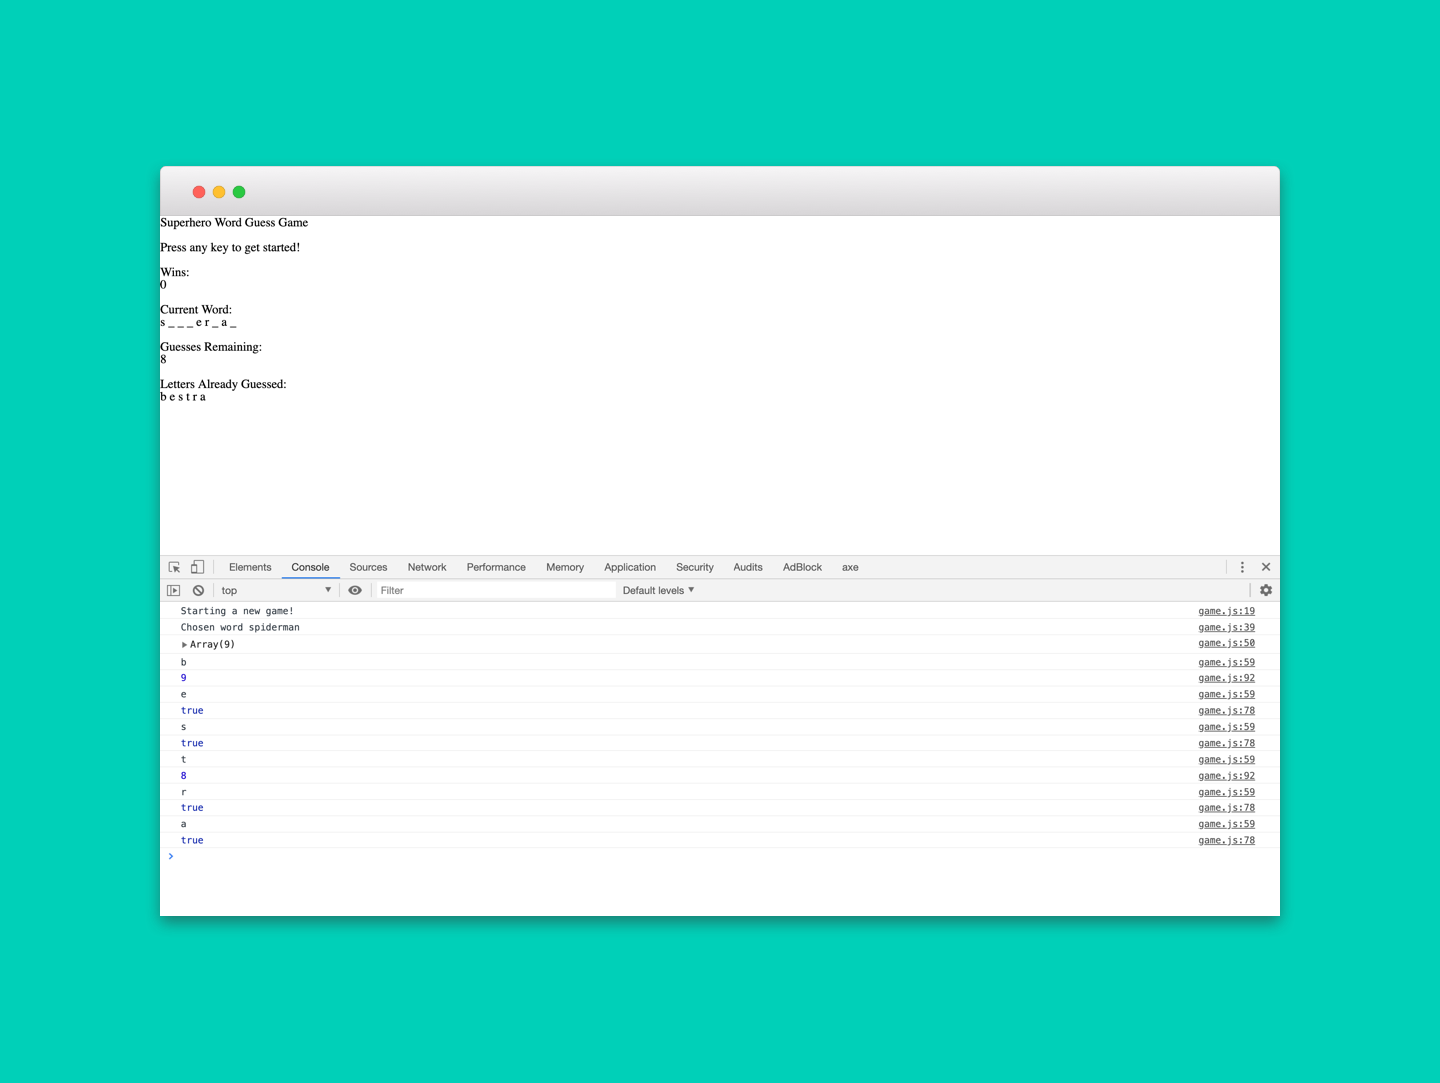 Superhero Word Guess Game
Press any key to get started!
Wins:
0
Current Word:
s _ _ _ e r _ a _
Guesses Remaining:
8
Letters Already Guessed:
b e s t r a
Elements Console Sources Network Performance Memory Application Security Audits AdBlock axe
top Filter Default levels
Starting a new game! game.js:19
Chosen word spiderman game.js:39
Array(9) game.js:50
b game.js:59
9 game.js:92
e game.js:59
true game.js:78
s game.js:59
true game.js:78
t game.js:59
8 game.js:92
r game.js:59
true game.js:78
a game.js:59
true game.js:78